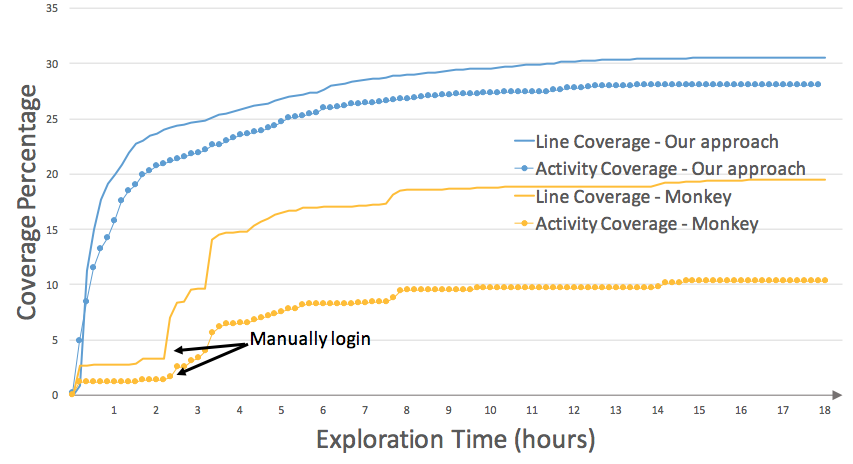 35
30
25
20
15
10
5
0
Coverage Percentage
Line Coverage - Our approach
Activity Coverage - Our approach
Line Coverage - Monkey
Activity Coverage - Monkey
Manually login
1 2 3 4 5 6 7 8 9 10 11 12 13 14 15 16 17 18
Exploration Time (hours)